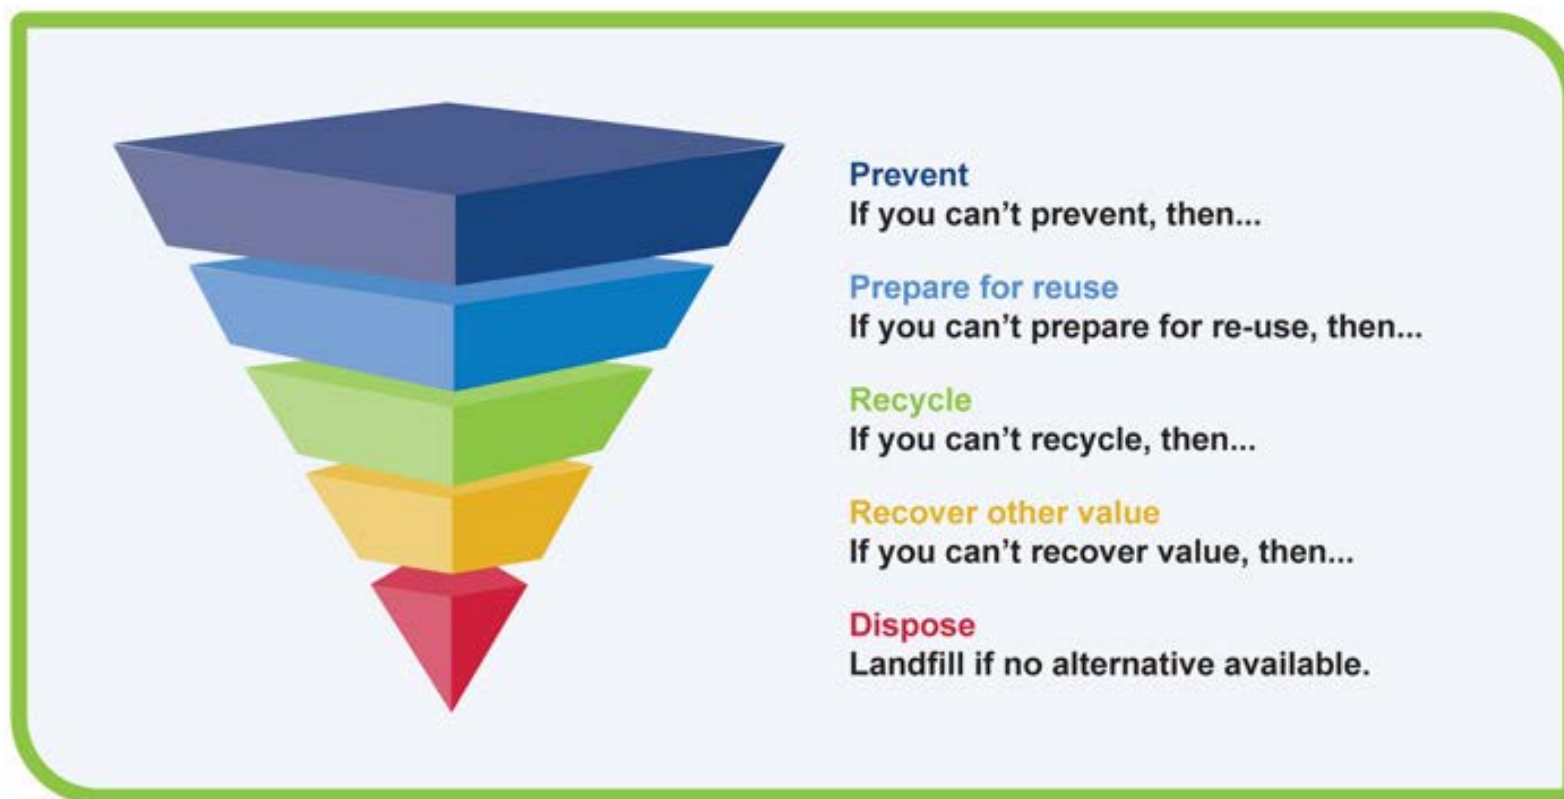 Prevent
If you can’t prevent, then...
Prepare for reuse
If you can’t prepare for re-use, then...
Recycle
If you can’t recycle, then...
Recover other value
If you can’t recover value, then...
Dispose
Landfill if no alternative available.